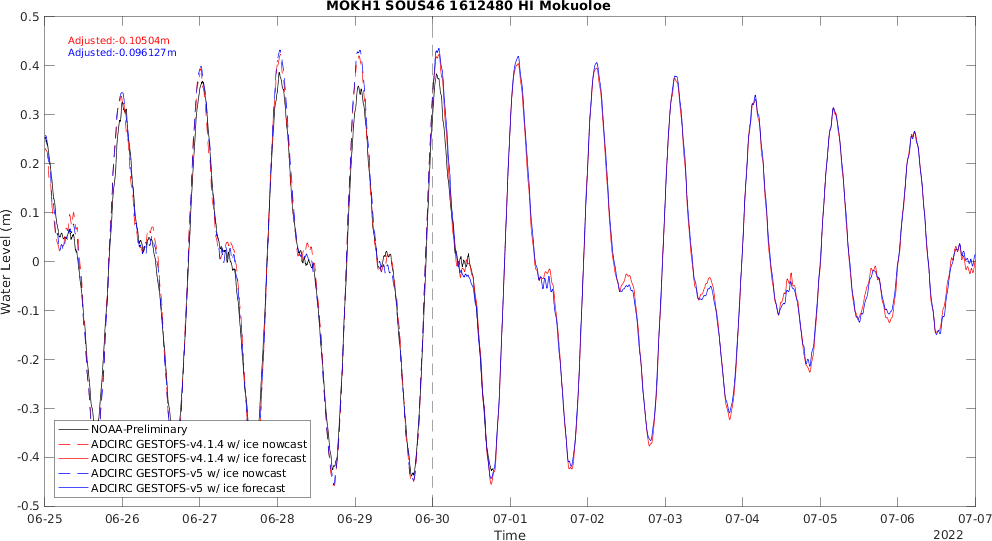 MOKH1 SOUS46 1612480 HI Mokuoloe
Adjusted:-0.10504m
Adjusted:-0.096127m
0.5
0.4
0.3
0.2
0.1
0
-0.1
-0.2
-0.3
-0.4
-0.5
Water Level (m)
NOAA-Preliminary
ADCIRC GESTOFS-v4.1.4 w/ ice nowcast
ADCIRC GESTOFS-v4.1.4 w/ ice forecast
ADCIRC GESTOFS-v5 w/ ice nowcast
ADCIRC GESTOFS-v5 w/ ice forecast
06-25 06-26 06-27 06-28 06-29 06-30 07-01 07-02 07-03 07-04 07-05 07-06 07-07
Time
2022